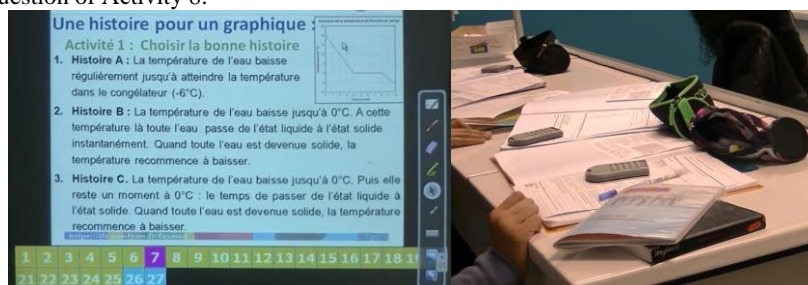 uestion of Activity 8.
Une histoire pour un graphique :
Activité 1 : Choisir la bonne histoire
1. Histoire A : La température de l'eau baisse
régulièrement jusqu'à atteindre la température
dans le congélateur (-6°C).
2. Histoire B : La température de l'eau baisse jusqu'à 0°C. A cette
température là toute l'eau passe de l'état liquide à l'état solide
instantanément. Quand toute l'eau est devenue solide, la
température recommence à baisser.
3. Histoire C. La température de l'eau baisse jusqu'à 0°C. Puis elle
reste un moment à 0°C : le temps de passer de l'état liquide à
l'état solide. Quand toute l'eau est devenue solide, la température
recommence à baisser.
1 2 3 4 5 6 7 8 9 10 11 12 13 14 15 16 17 18
21 22 23 24 25 26 27